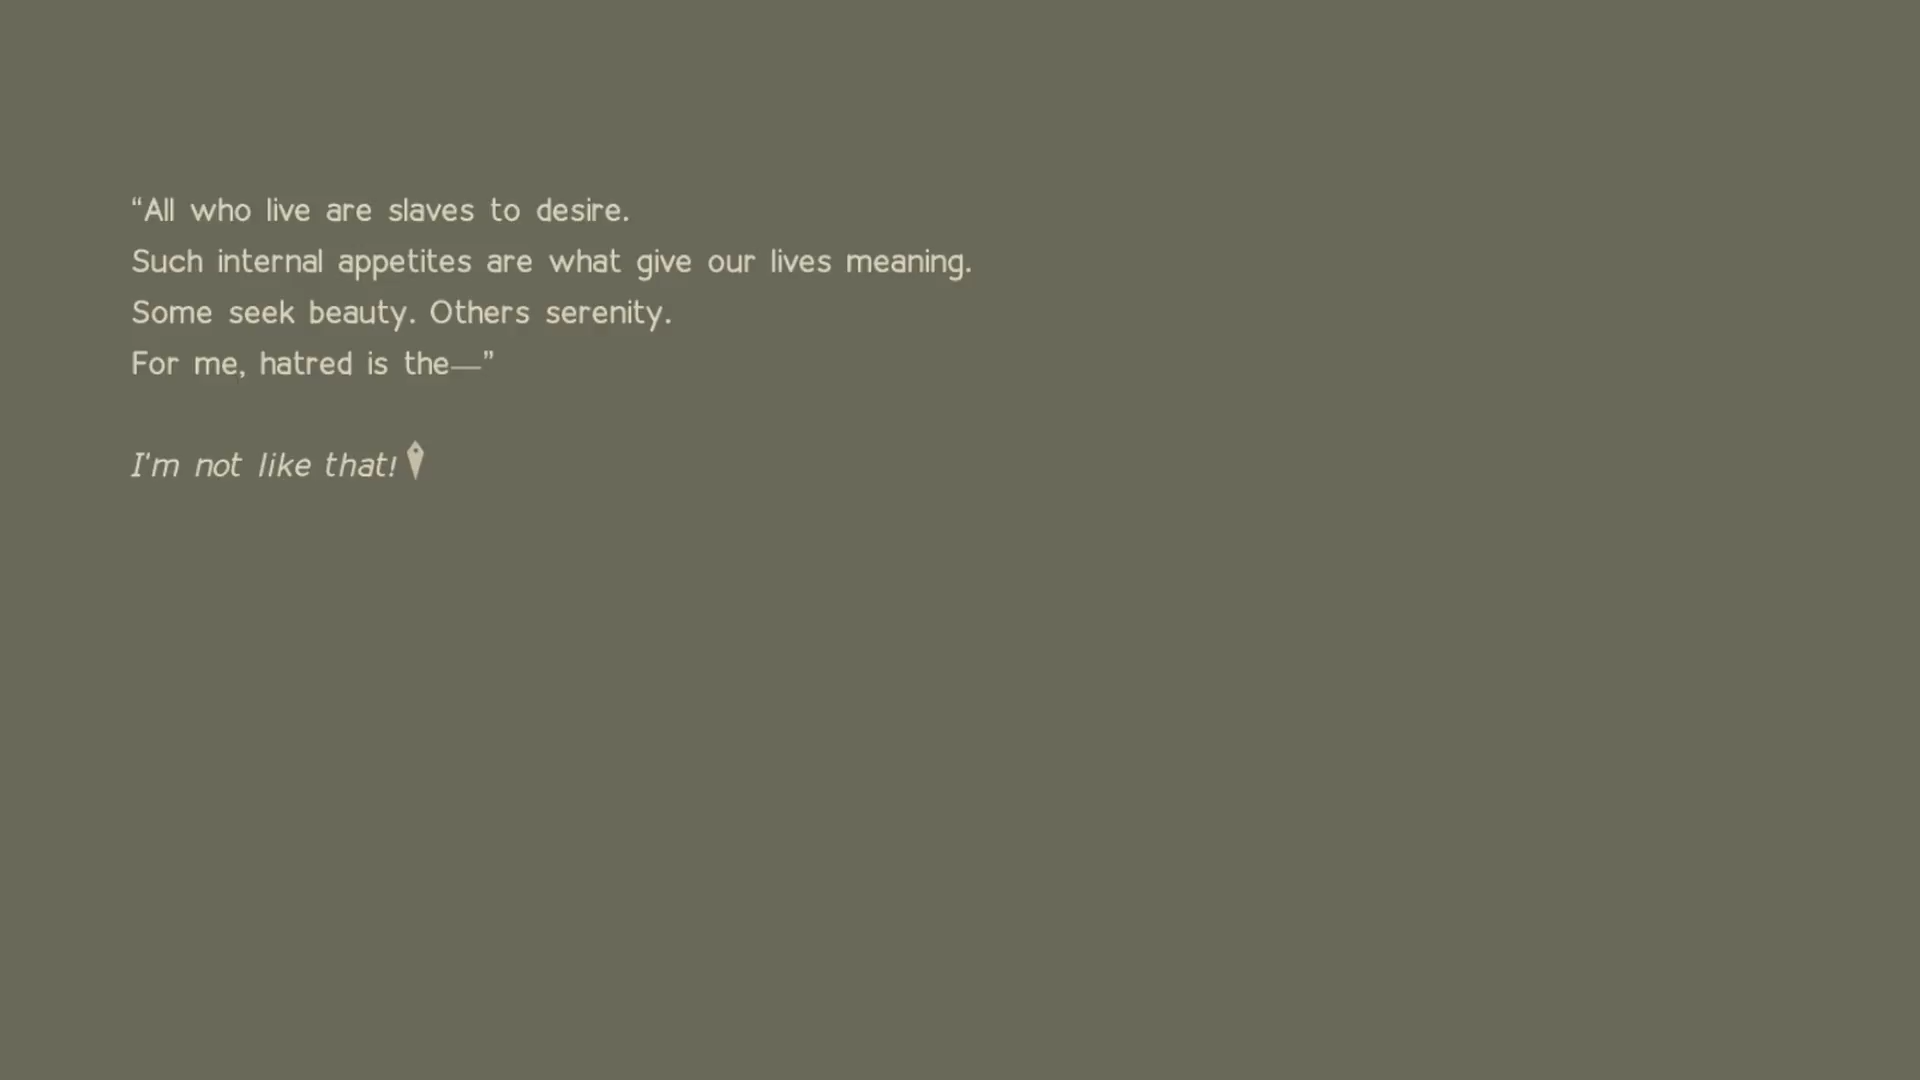 “All who live are slaves to desire.
Such internal appetites are what give our lives meaning.
Some seek beauty. Others serenity.
For me, hatred is the—”
I'm not like that!